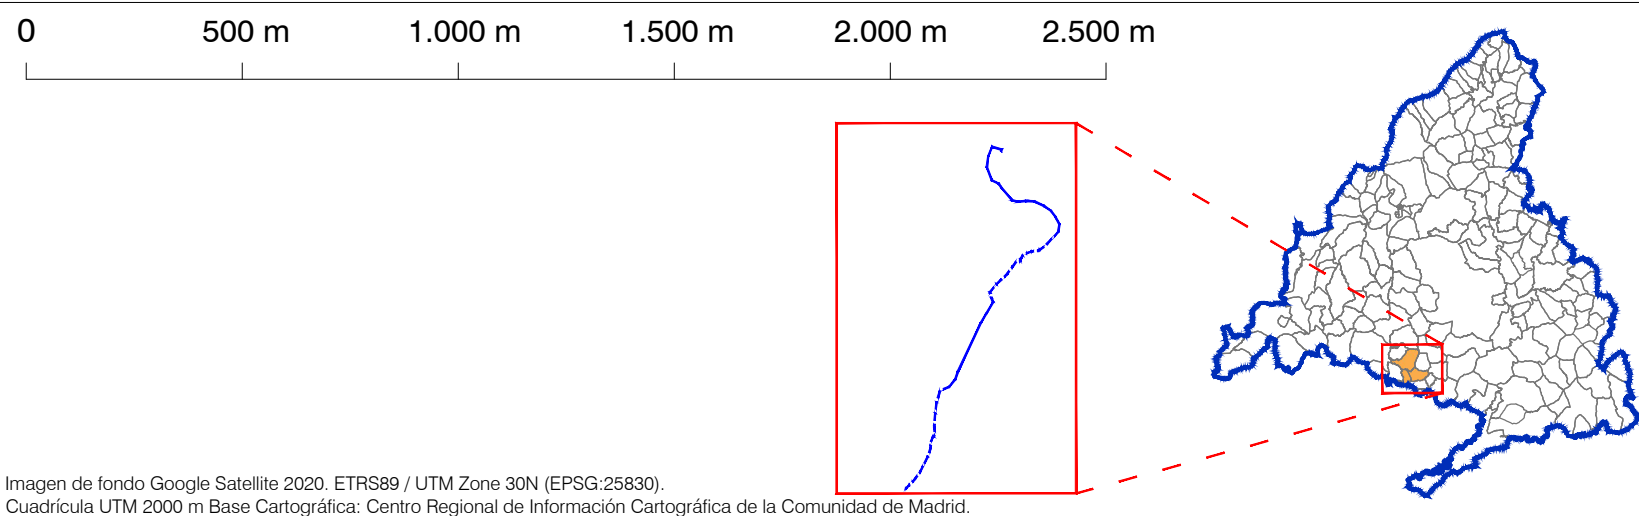 0 500 m 1.000 m 1.500 m 2.000 m 2.500 m
Imagen de fondo Google Satellite 2020. ETRS89 / UTM Zone 30N (EPSG:25830).
Cuadrícula UTM 2000 m Base Cartográfica: Centro Regional de Información Cartográfica de la Comunidad de Madrid.